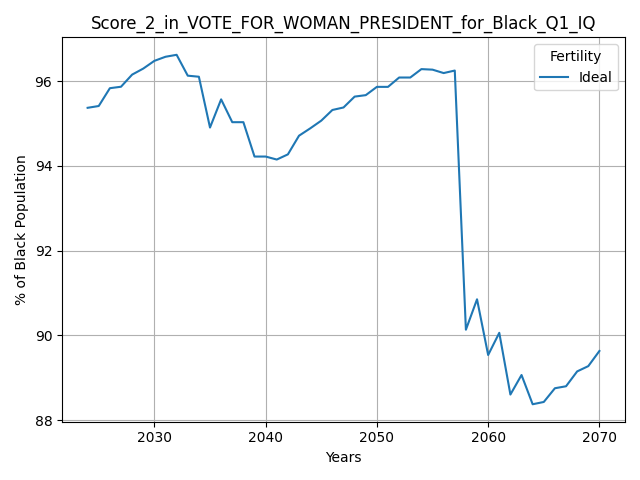 Score_2_in_VOTE_FOR_WOMAN_PRESIDENT_for_Black_Q1_IQ
Fertility
Ideal
96
94
92
90
88
% of Black Population
2030
2040
2050
2060
2070
Years